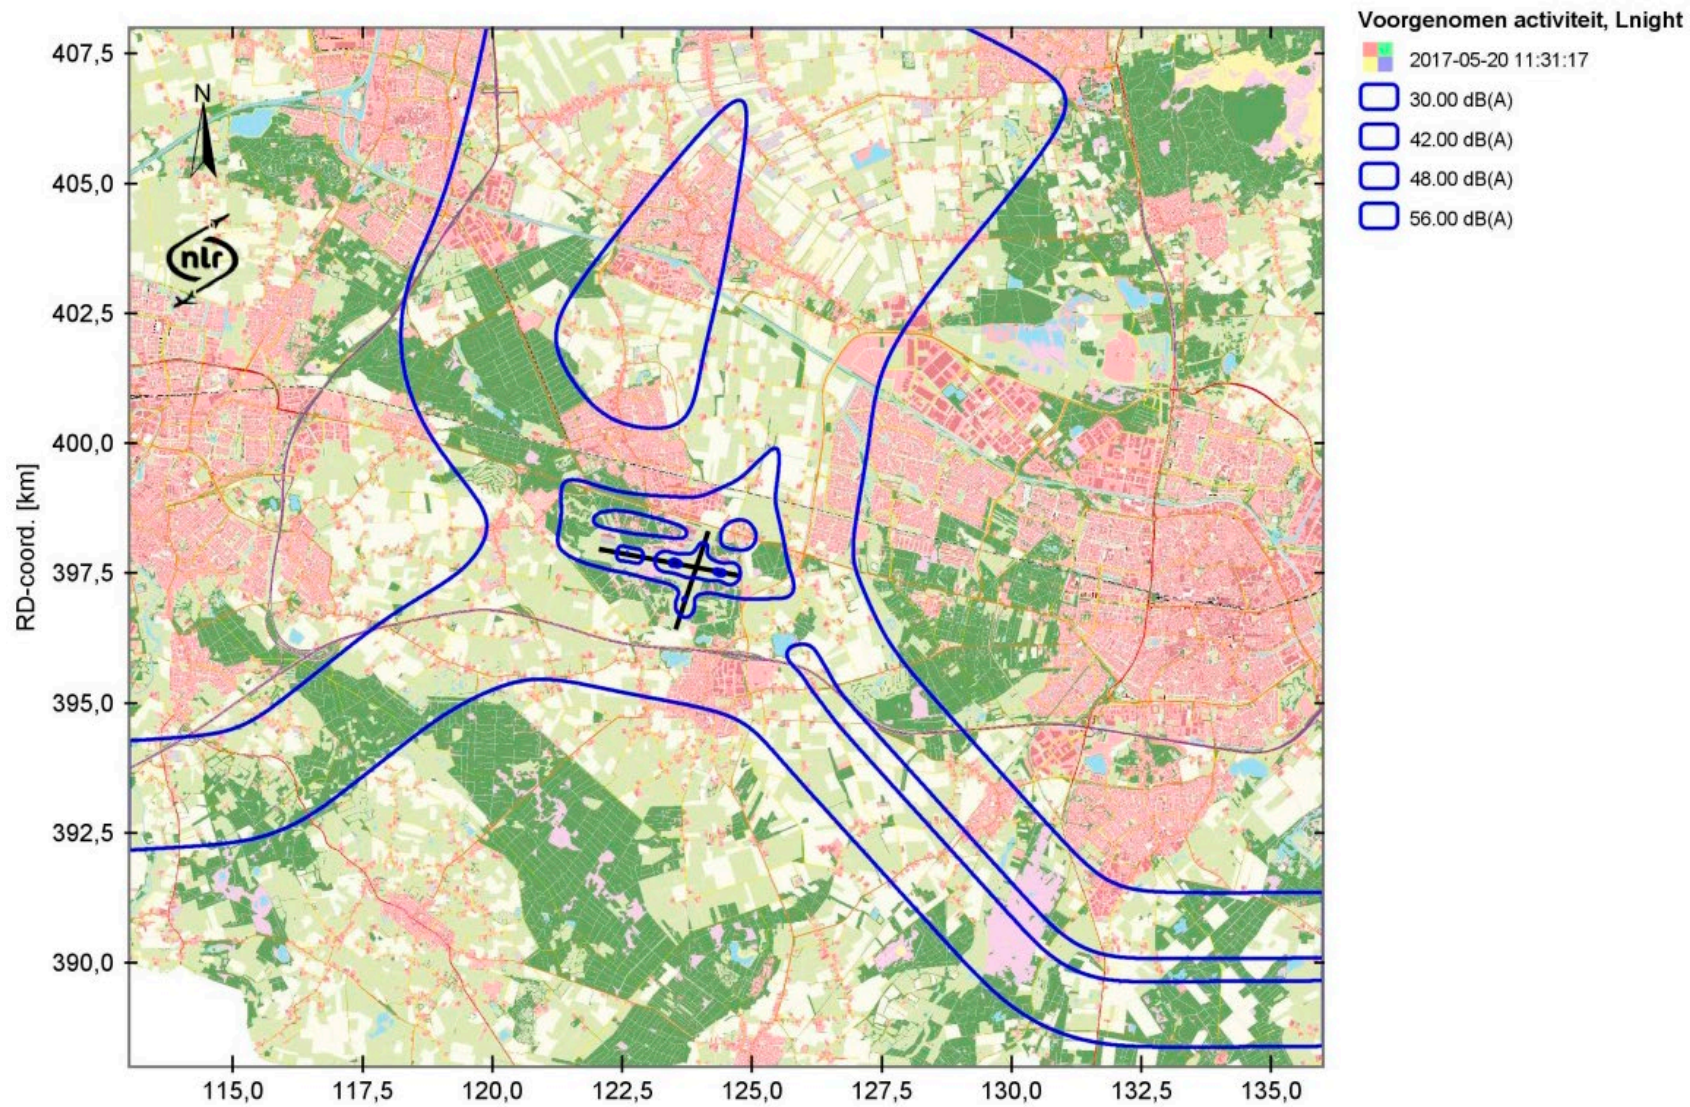 Voorgenomen activiteit, Lnight
2017-05-20 11:31:17
30.00 dB(A)
42.00 dB(A)
48.00 dB(A)
56.00 dB(A)
N
nlr
RD-coord. [km]
407,5
405,0
402,5
400,0
397,5
395,0
392,5
390,0
115,0 117,5 120,0 122,5 125,0 127,5 130,0 132,5 135,0